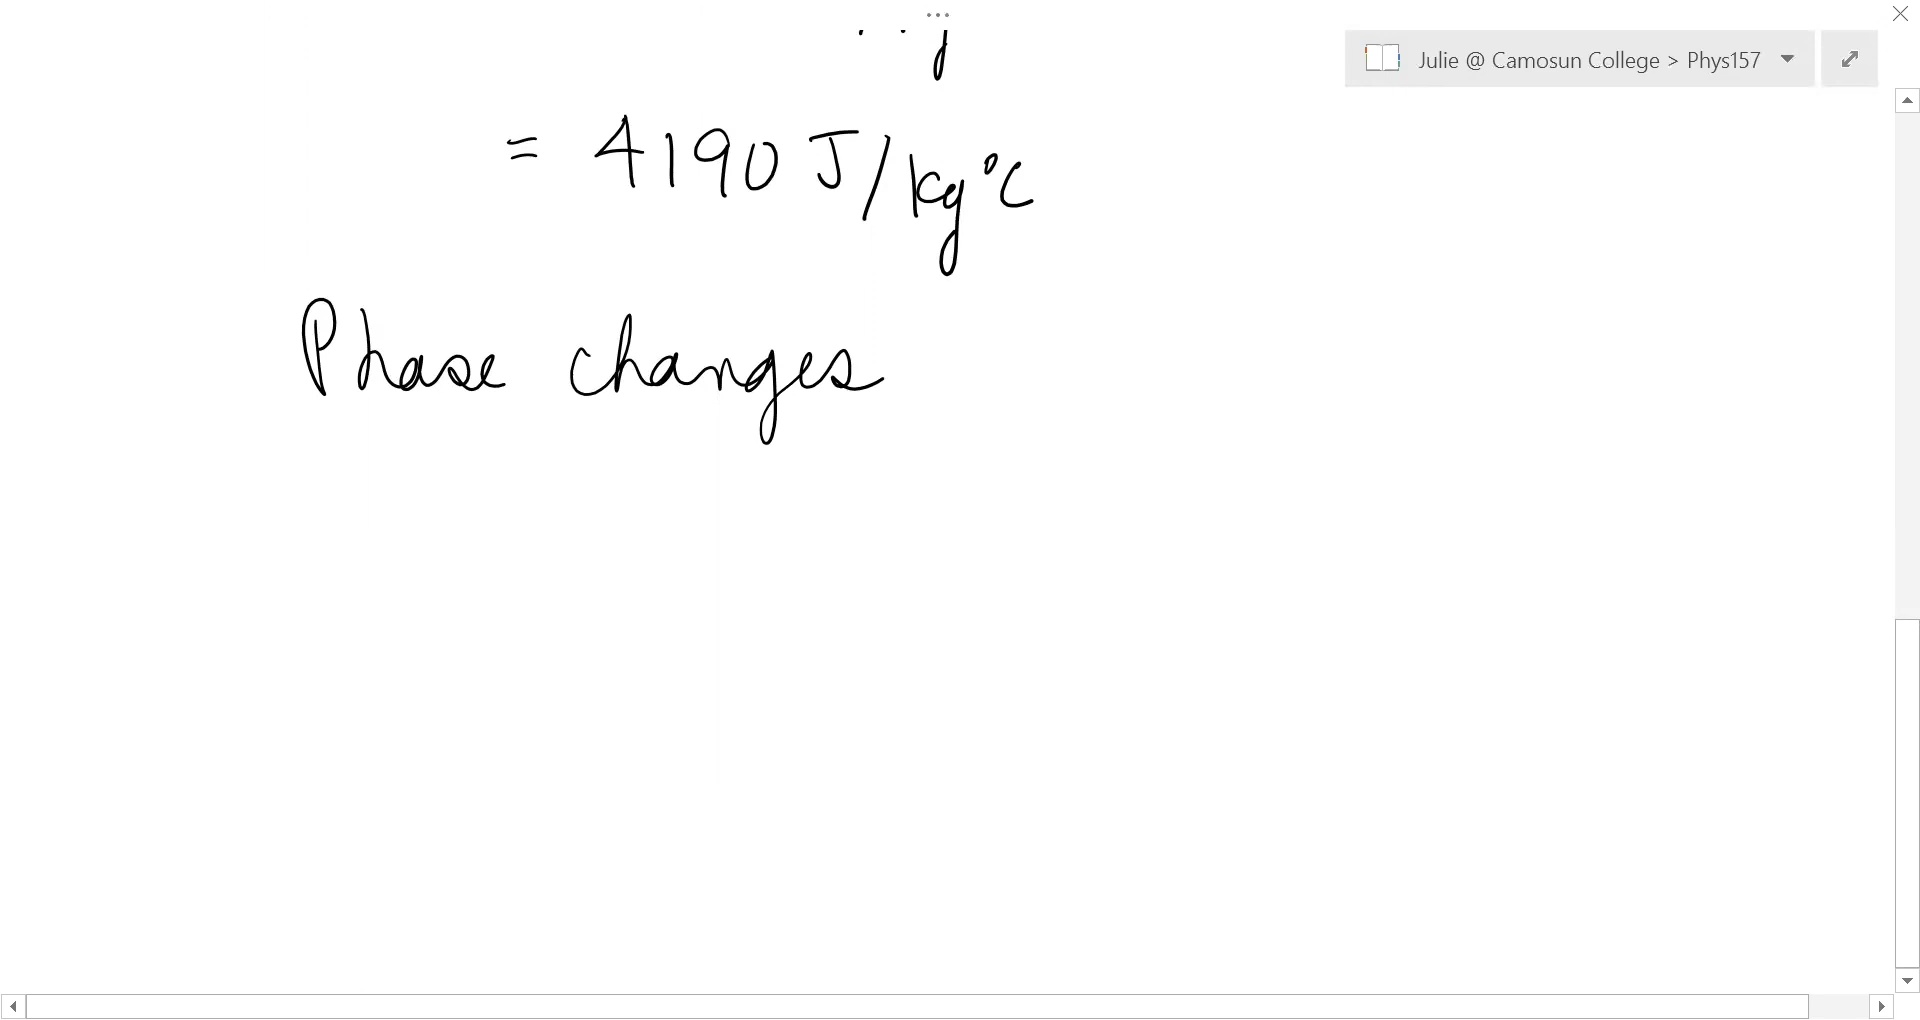 Julie @ Camosun College > Phys157
= 4190 J/kg°C
Phase changes